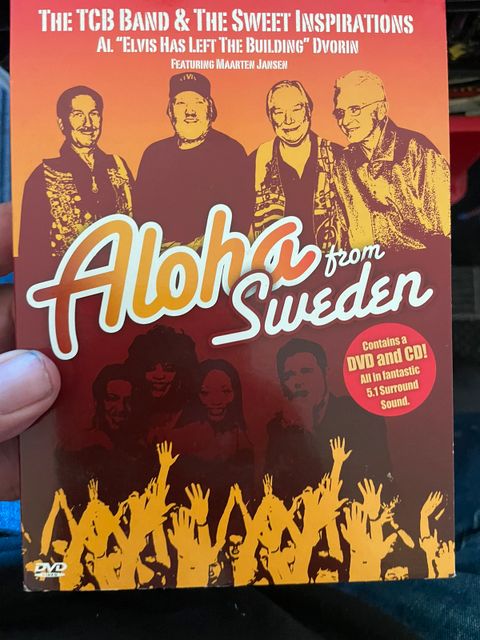 THE TCB BAND & THE SWEET INSPIRATIONS
AL "ELVIS HAS LEFT THE BUILDING" DVORIN
FEATURING MAARTEN JANSEN
Aloha from
Sweden
Contains a
DVD and CD!
All in fantastic
5.1 Surround
Sound.
DVD
VIDEO